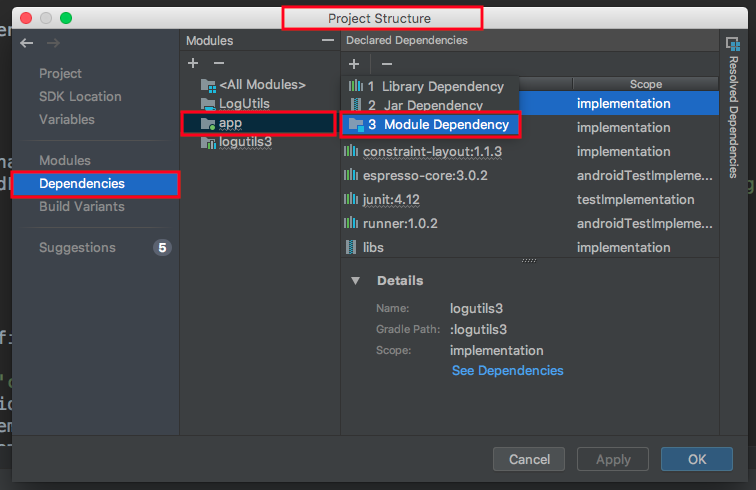 Project Structure
Project
SDK Location
Variables
Modules
Dependencies
Build Variants
Suggestions 5
Modules
<All Modules>
LogUtils
app
logutils3
Declared Dependencies
1 Library Dependency
2 Jar Dependency
3 Module Dependency
Scope
implementation
implementation
constraint-layout:1.1.3 implementation
espresso-core:3.0.2 androidTestImpleme...
junit:4.12 testImplementation
runner:1.0.2 androidTestImpleme...
libs implementation
Details
Name: logutils3
Gradle Path: :logutils3
Scope: implementation
See Dependencies
Resolved Dependencies
Cancel
Apply
OK